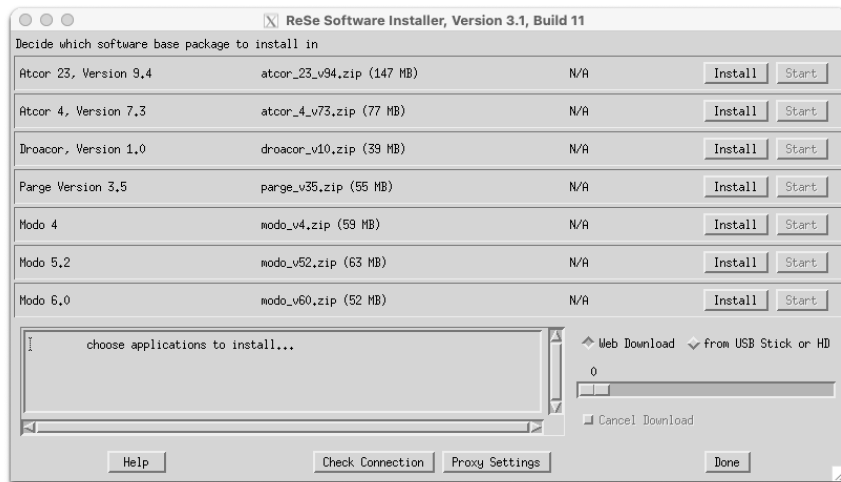 ReSe Software Installer, Version 3.1, Build 11
Decide which software base package to install in
Atcor 23, Version 9.4 atcor_23_v94.zip (147 MB) N/A Install Start
Atcor 4, Version 7.3 atcor_4_v73.zip (77 MB) N/A Install Start
Droacor, Version 1.0 droacor_v10.zip (39 MB) N/A Install Start
Parge Version 3.5 parge_v35.zip (55 MB) N/A Install Start
Modo 4 modo_v4.zip (59 MB) N/A Install Start
Modo 5.2 modo_v52.zip (63 MB) N/A Install Start
Modo 6.0 modo_v60.zip (52 MB) N/A Install Start
choose applications to install...
Web Download from USB Stick or HD
0
Cancel Download
Help Check Connection Proxy Settings Done